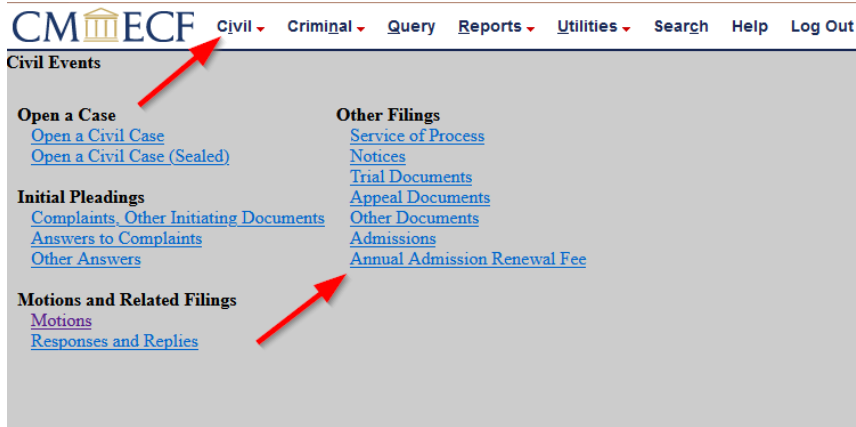 CM ECF Civil Criminal Query Reports Utilities Search Help Log Out
Civil Events
Open a Case
Open a Civil Case
Open a Civil Case (Sealed)
Initial Pleadings
Complaints, Other Initiating Documents
Answers to Complaints
Other Answers
Motions and Related Filings
Motions
Responses and Replies
Other Filings
Service of Process
Notices
Trial Documents
Appeal Documents
Other Documents
Admissions
Annual Admission Renewal Fee